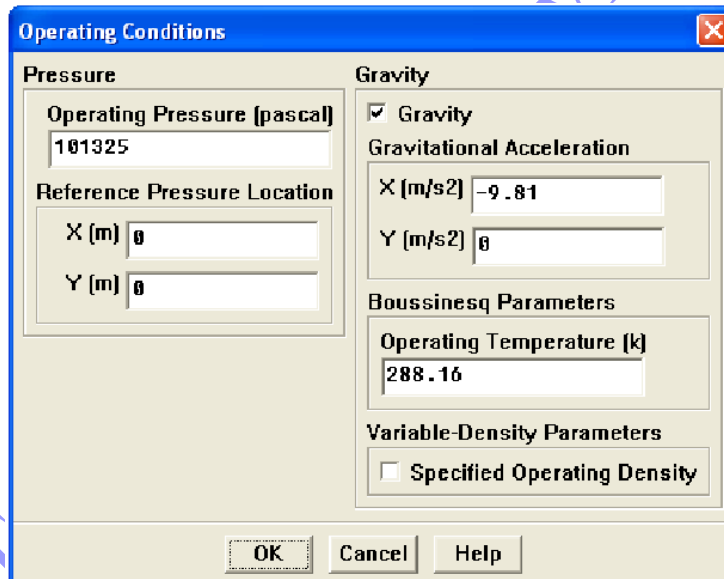 Operating Conditions
Pressure
Operating Pressure (pascal)
101325
Reference Pressure Location
X (m) 0
Y (m) 0
Gravity
Gravity
Gravitational Acceleration
X (m/s2) -9.81
Y (m/s2) 0
Boussinesq Parameters
Operating Temperature (k)
288.16
Variable-Density Parameters
Specified Operating Density
OK Cancel Help